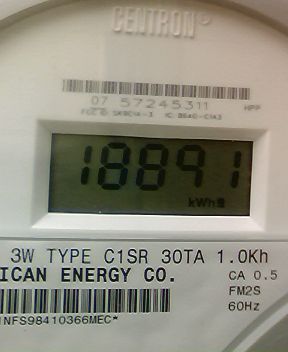 CENTRON®
07 57245311 HPP
18891
kWh
3W TYPE C1SR 30TA 1.0Kh
ICAN ENERGY CO. CA 0.5
FM2S
60Hz
INFS98410366MEC*